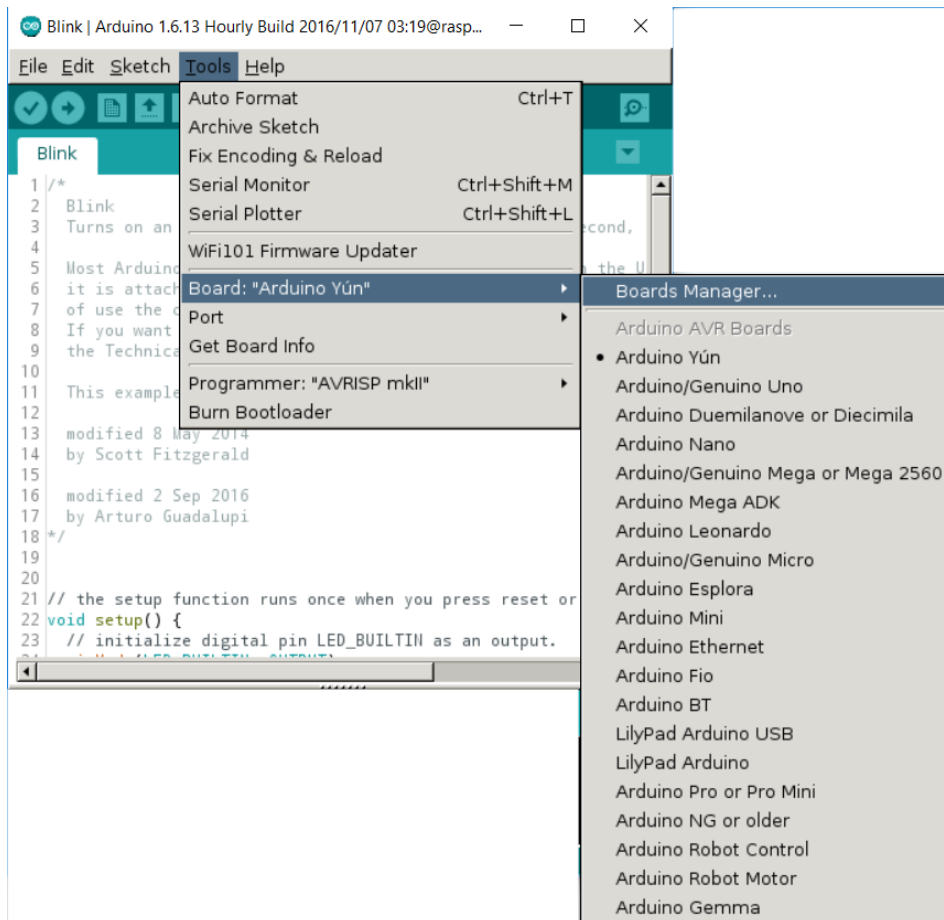 Blink | Arduino 1.6.13 Hourly Build 2016/11/07 03:19@rasp...
File Edit Sketch Tools Help
Blink
Auto Format Ctrl+T
Archive Sketch
Fix Encoding & Reload
Serial Monitor Ctrl+Shift+M
Serial Plotter Ctrl+Shift+L
WiFi101 Firmware Updater
Board: "Arduino Yún"
Port
Get Board Info
Programmer: "AVRISP mkII"
Burn Bootloader
1 /*
2 Blink
3 Turns on an
4
5 Most Arduino the U
6 it is
7 of use the
8 If you want
9 the
10
11 This example
12
13 modified 8 May 2014
14 by Scott Fitzgerald
15
16 modified 2 Sep 2016
17 by Arturo Guadalupi
18 */
19
20
21 // the setup function runs once when you press reset or
22 void setup() {
23 // initialize digital pin LED_BUILTIN as an output.
Boards Manager...
Arduino AVR Boards
• Arduino Yún
Arduino/Genuino Uno
Arduino Duemilanove or Diecimila
Arduino Nano
Arduino/Genuino Mega or Mega 2560
Arduino Mega ADK
Arduino Leonardo
Arduino/Genuino Micro
Arduino Esplora
Arduino Mini
Arduino Ethernet
Arduino Fio
Arduino BT
LilyPad Arduino USB
LilyPad Arduino
Arduino Pro or Pro Mini
Arduino NG or older
Arduino Robot Control
Arduino Robot Motor
Arduino Gemma